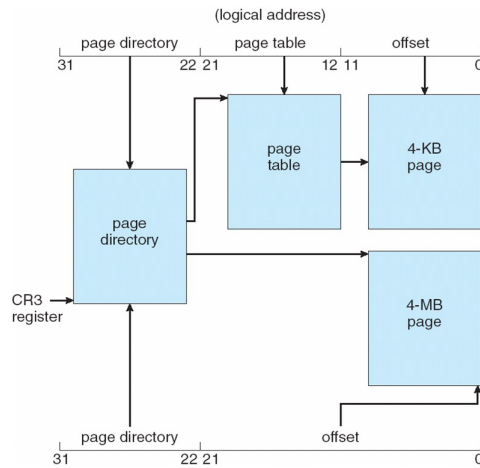 (logical address)
page directory page table offset
31 22 21 12 11 0
page table
4-KB page
page directory
4-MB page
CR3 register
page directory offset
31 22 21 0